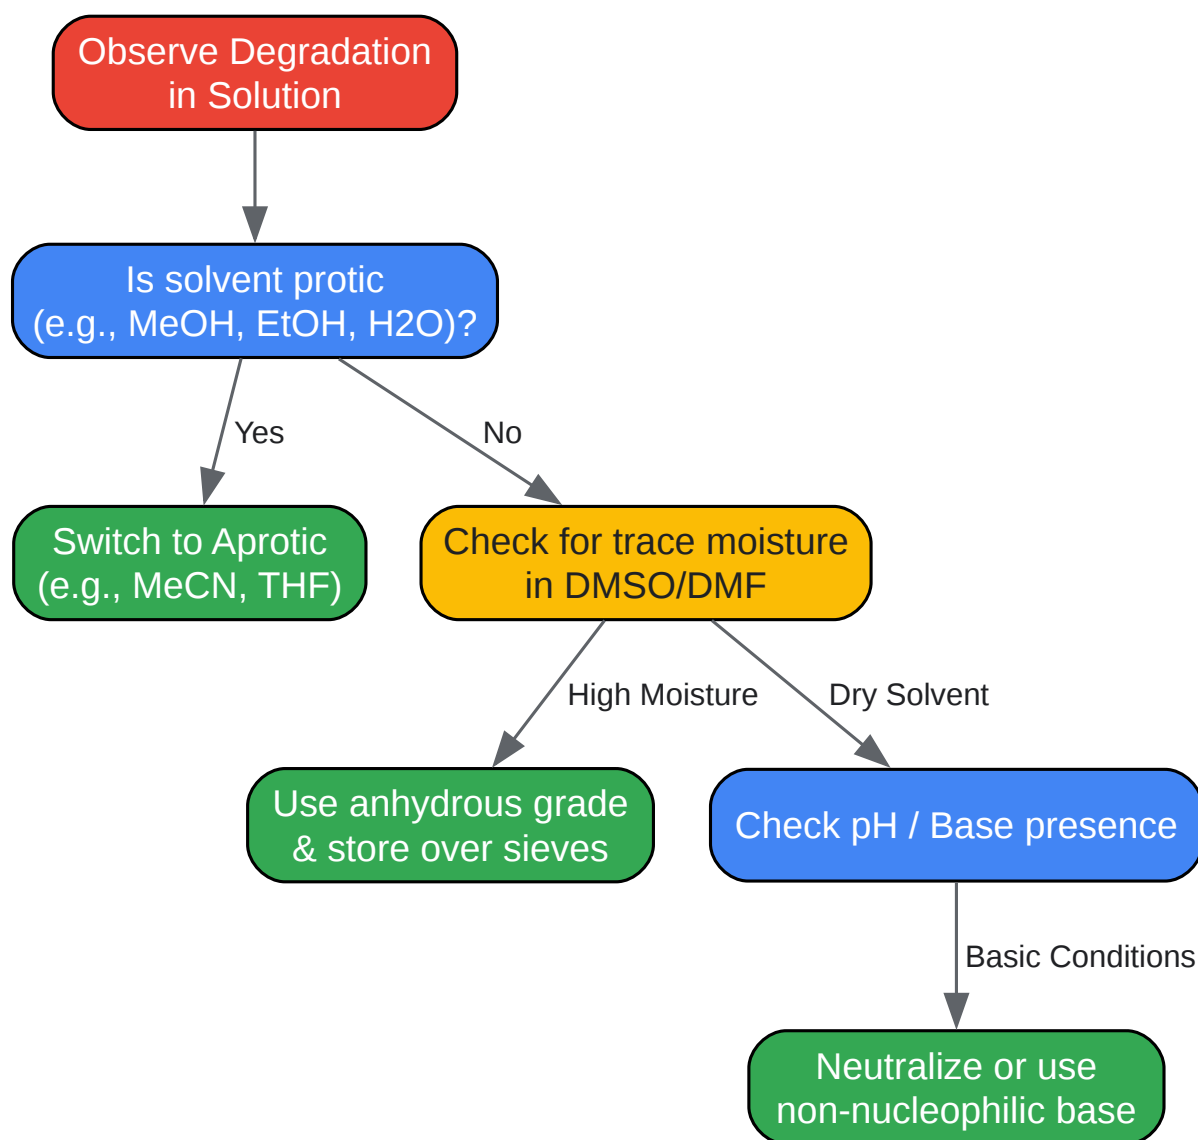 Observe Degradation
in Solution
Is solvent protic
(e.g., MeOH, EtOH, H2O)?
Yes
No
Switch to Aprotic
(e.g., MeCN, THF)
Check for trace moisture
in DMSO/DMF
High Moisture
Dry Solvent
Use anhydrous grade
& store over sieves
Check pH / Base presence
Basic Conditions
Neutralize or use
non-nucleophilic base